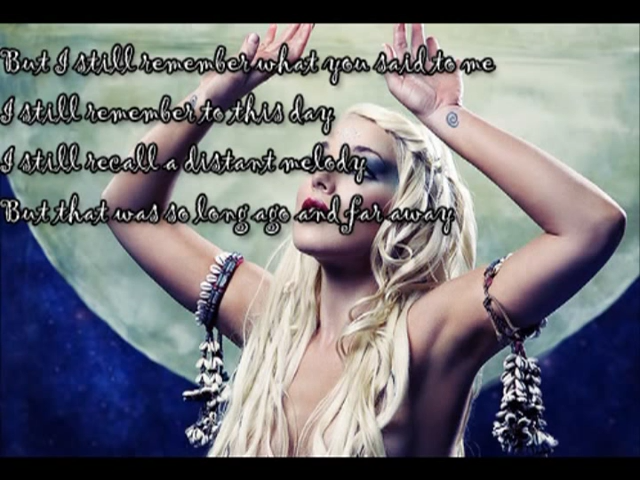 But I still remember what you said to me
I still remember to this day
I still recall a distant melody
But that was so long ago and far away